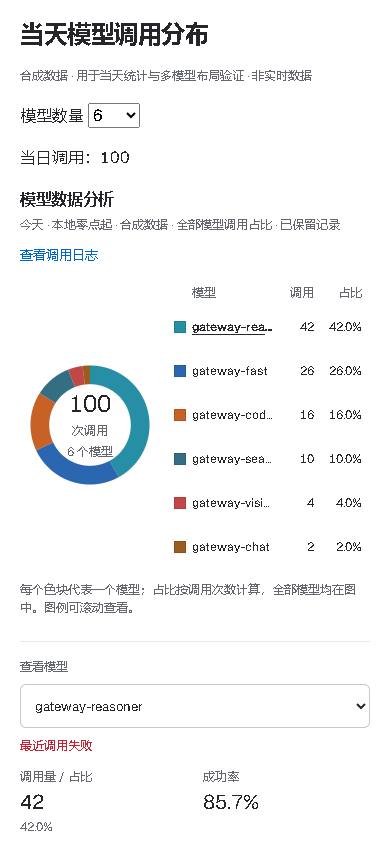 当天模型调用分布
合成数据 · 用于当天统计与多模型布局验证 · 非实时数据
模型数量 6
当日调用：100
模型数据分析
今天 · 本地零点起 · 合成数据 · 全部模型调用占比 · 已保留记录
查看调用日志
模型 调用 占比
gateway-rea... 42 42.0%
gateway-fast 26 26.0%
gateway-cod... 16 16.0%
gateway-sea... 10 10.0%
gateway-visi... 4 4.0%
gateway-chat 2 2.0%
100
次调用
6 个模型
每个色块代表一个模型；占比按调用次数计算，全部模型均在图
中。图例可滚动查看。
查看模型
gateway-reasoner
最近调用失败
调用量 / 占比 成功率
42 85.7%
42.0%